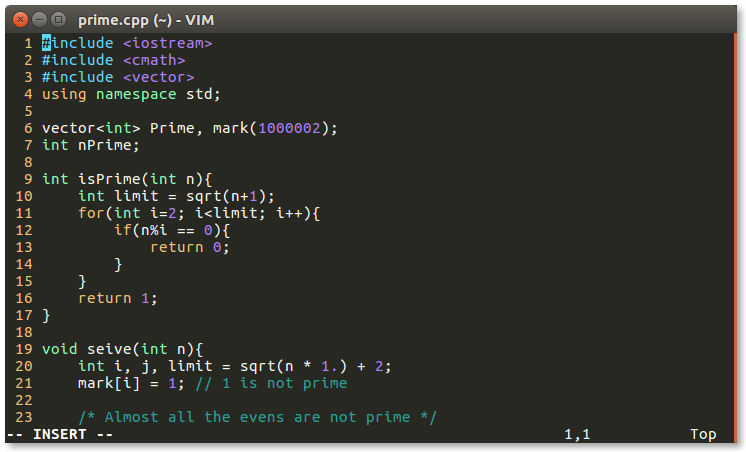 prime.cpp (~) - VIM
1 #include <iostream>
2 #include <cmath>
3 #include <vector>
4 using namespace std;
5
6 vector<int> Prime, mark(1000002);
7 int nPrime;
8
9 int isPrime(int n){
10     int limit = sqrt(n+1);
11     for(int i=2; i<limit; i++){
12         if(n%i == 0){
13             return 0;
14         }
15     }
16     return 1;
17 }
18
19 void seive(int n){
20     int i, j, limit = sqrt(n * 1.) + 2;
21     mark[i] = 1; // 1 is not prime
22
23     /* Almost all the evens are not prime */
-- INSERT -- 1,1 Top